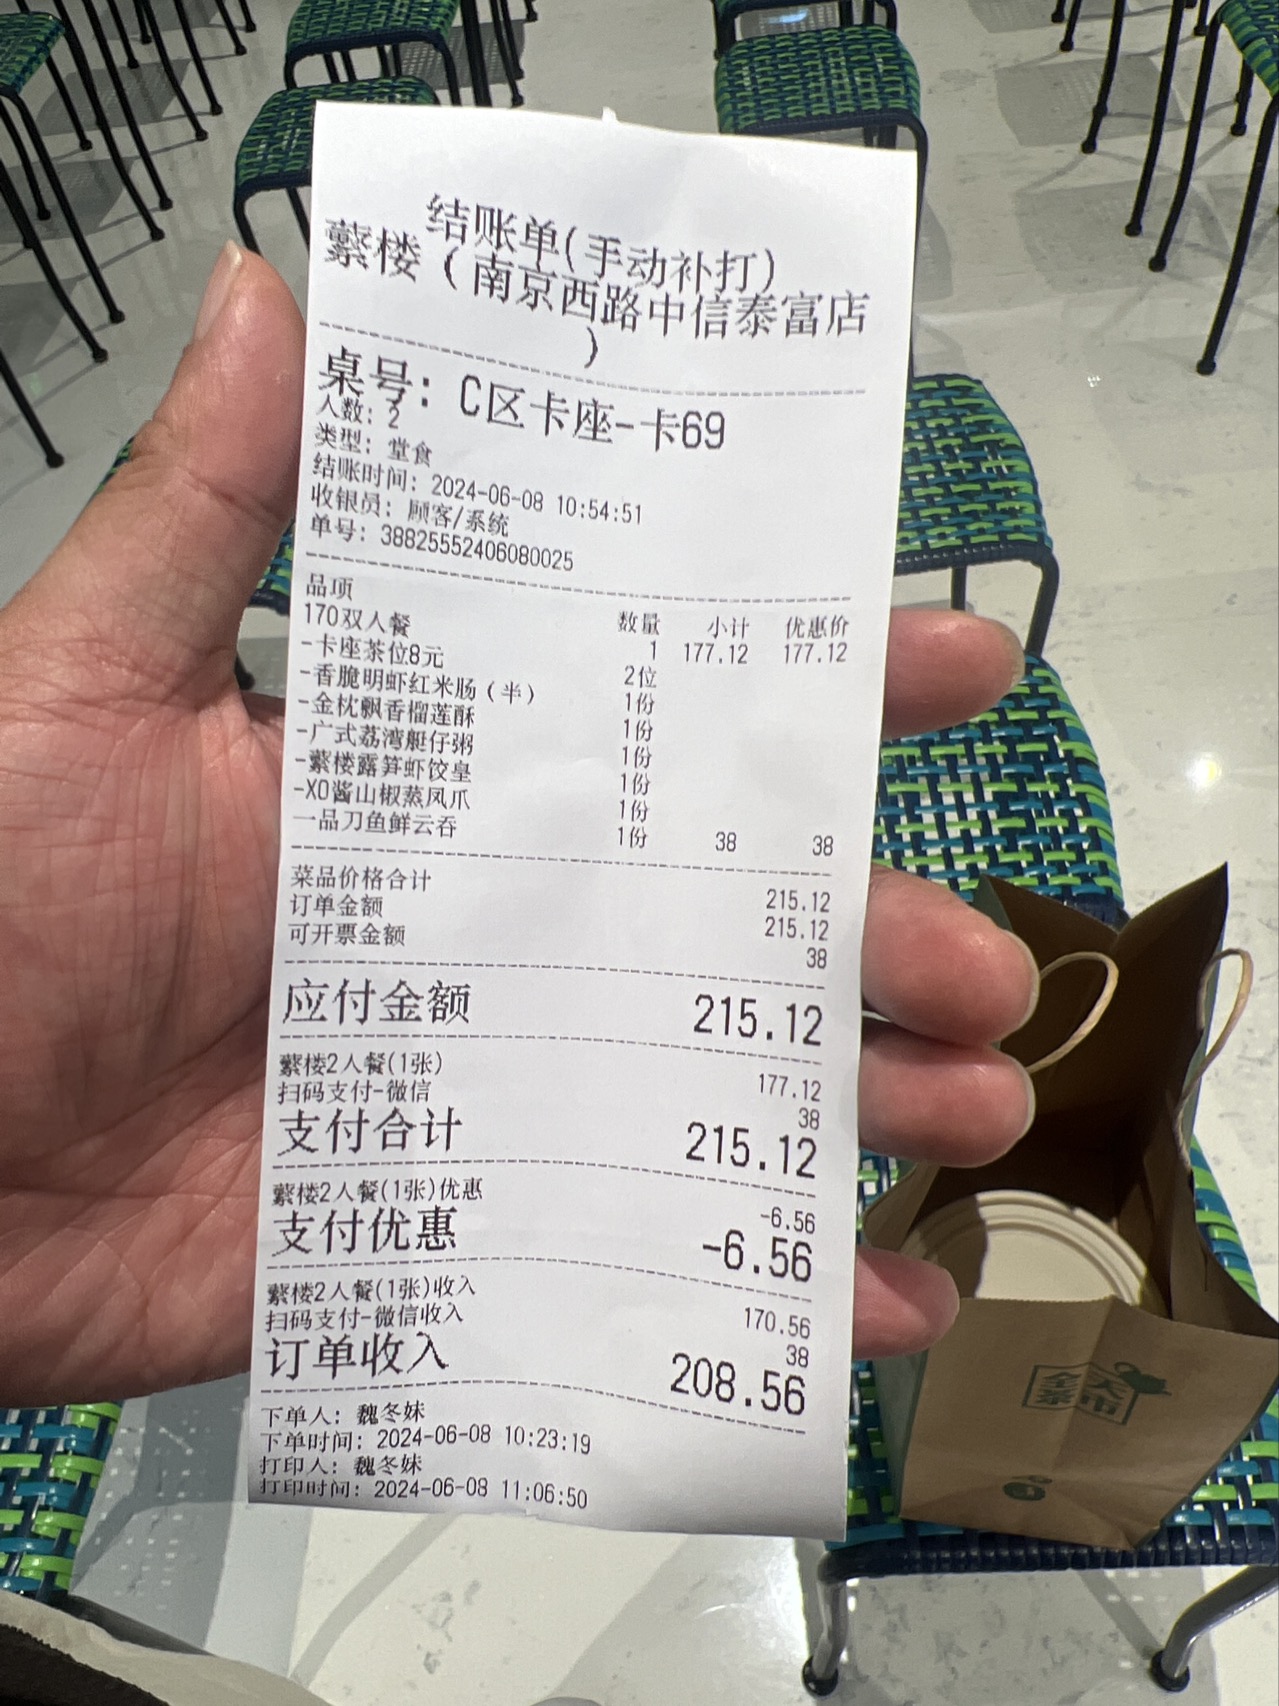 结账单(手动补打)
蘩楼（南京西路中信泰富店
）
桌号：C区卡座-卡69
人数：2
类型：堂食
结账时间：2024-06-08 10:54:51
收银员：顾客/系统
单号：38825552406080025
品项 数量 小计 优惠价
170双人餐 1 177.12 177.12
-卡座茶位8元 2位
-香脆明虾红米肠（半） 1份
-金枕飘香榴莲酥 1份
-广式荔湾艇仔粥 1份
-蘩楼露笋虾饺皇 1份
-XO酱山椒蒸凤爪 1份
一品刀鱼鲜云吞 1份 38 38
菜品价格合计 215.12
订单金额 215.12
可开票金额 38
应付金额 215.12
蘩楼2人餐(1张) 177.12
扫码支付-微信 38
支付合计 215.12
蘩楼2人餐(1张)优惠 -6.56
支付优惠 -6.56
蘩楼2人餐(1张)收入 170.56
扫码支付-微信收入 38
订单收入 208.56
下单人：魏冬妹
下单时间：2024-06-08 10:23:19
打印人：魏冬妹
打印时间：2024-06-08 11:06:50